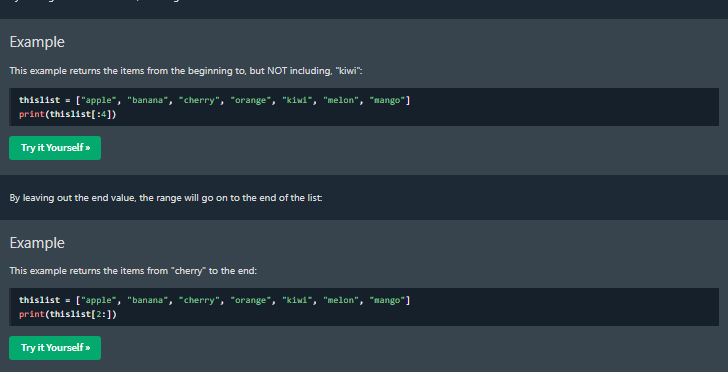 Example
This example returns the items from the beginning to, but NOT including, "kiwi":
thislist = ["apple", "banana", "cherry", "orange", "kiwi", "melon", "mango"]
print(thislist[:4])
Try it Yourself »
By leaving out the end value, the range will go on to the end of the list:
Example
This example returns the items from "cherry" to the end:
thislist = ["apple", "banana", "cherry", "orange", "kiwi", "melon", "mango"]
print(thislist[2:])
Try it Yourself »